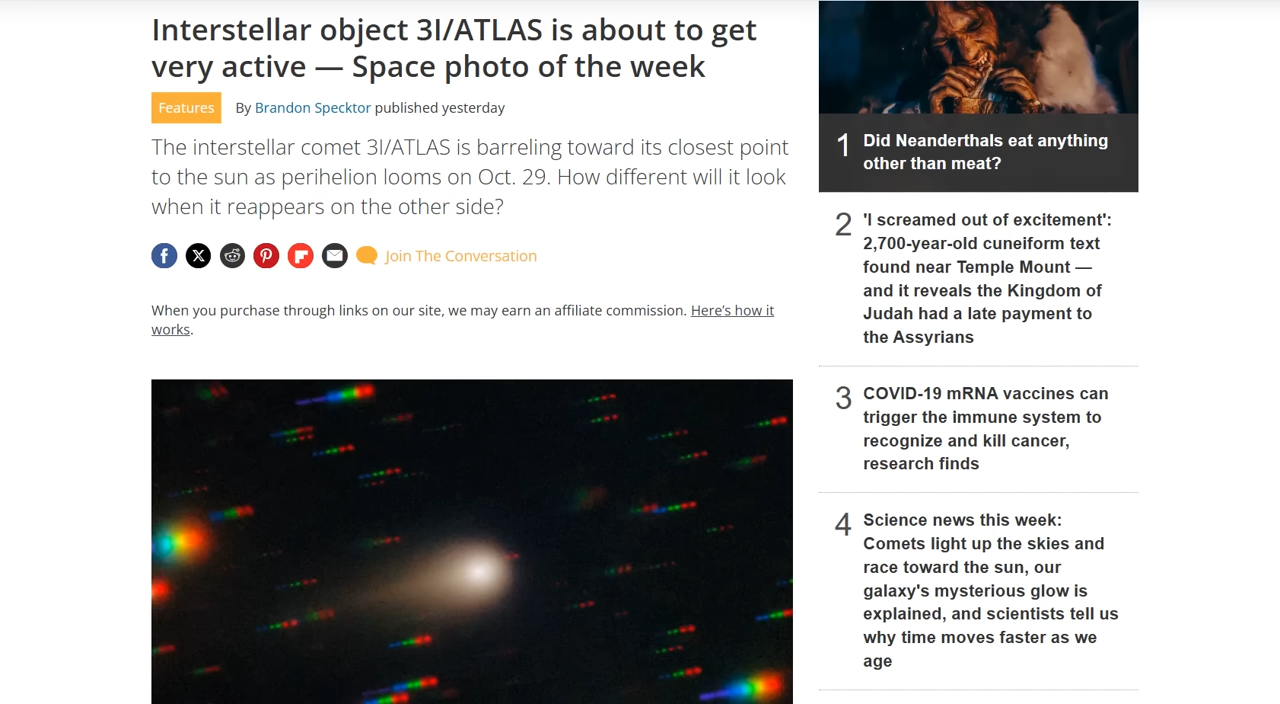 Interstellar object 3I/ATLAS is about to get
very active — Space photo of the week
Features
By Brandon Specktor published yesterday
The interstellar comet 3I/ATLAS is barreling toward its closest point
to the sun as perihelion looms on Oct. 29. How different will it look
when it reappears on the other side?
Join The Conversation
When you purchase through links on our site, we may earn an affiliate commission. Here’s how it
works.
1
Did Neanderthals eat anything
other than meat?
2
'I screamed out of excitement':
2,700-year-old cuneiform text
found near Temple Mount —
and it reveals the Kingdom of
Judah had a late payment to
the Assyrians
3
COVID-19 mRNA vaccines can
trigger the immune system to
recognize and kill cancer,
research finds
4
Science news this week:
Comets light up the skies and
race toward the sun, our
galaxy's mysterious glow is
explained, and scientists tell us
why time moves faster as we
age